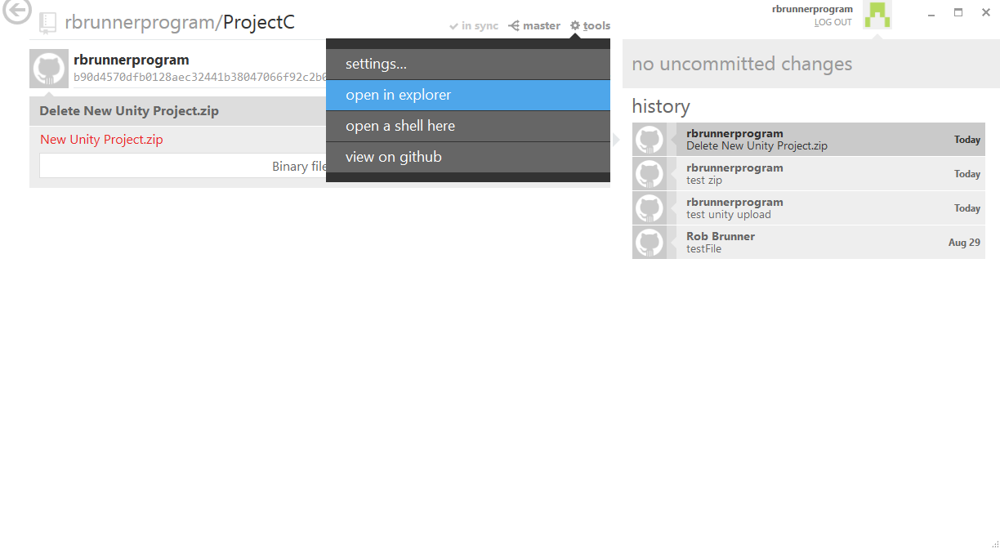 rbrunnerprogram/ProjectC
in sync
master
tools
rbrunnerprogram
LOG OUT
rbrunnerprogram
b90d4570dfb0128aec32441b38047066f92c2b0
Delete New Unity Project.zip
New Unity Project.zip
Binary file
settings...
open in explorer
open a shell here
view on github
no uncommitted changes
history
rbrunnerprogram
Delete New Unity Project.zip
Today
rbrunnerprogram
test zip
Today
rbrunnerprogram
test unity upload
Today
Rob Brunner
testFile
Aug 29